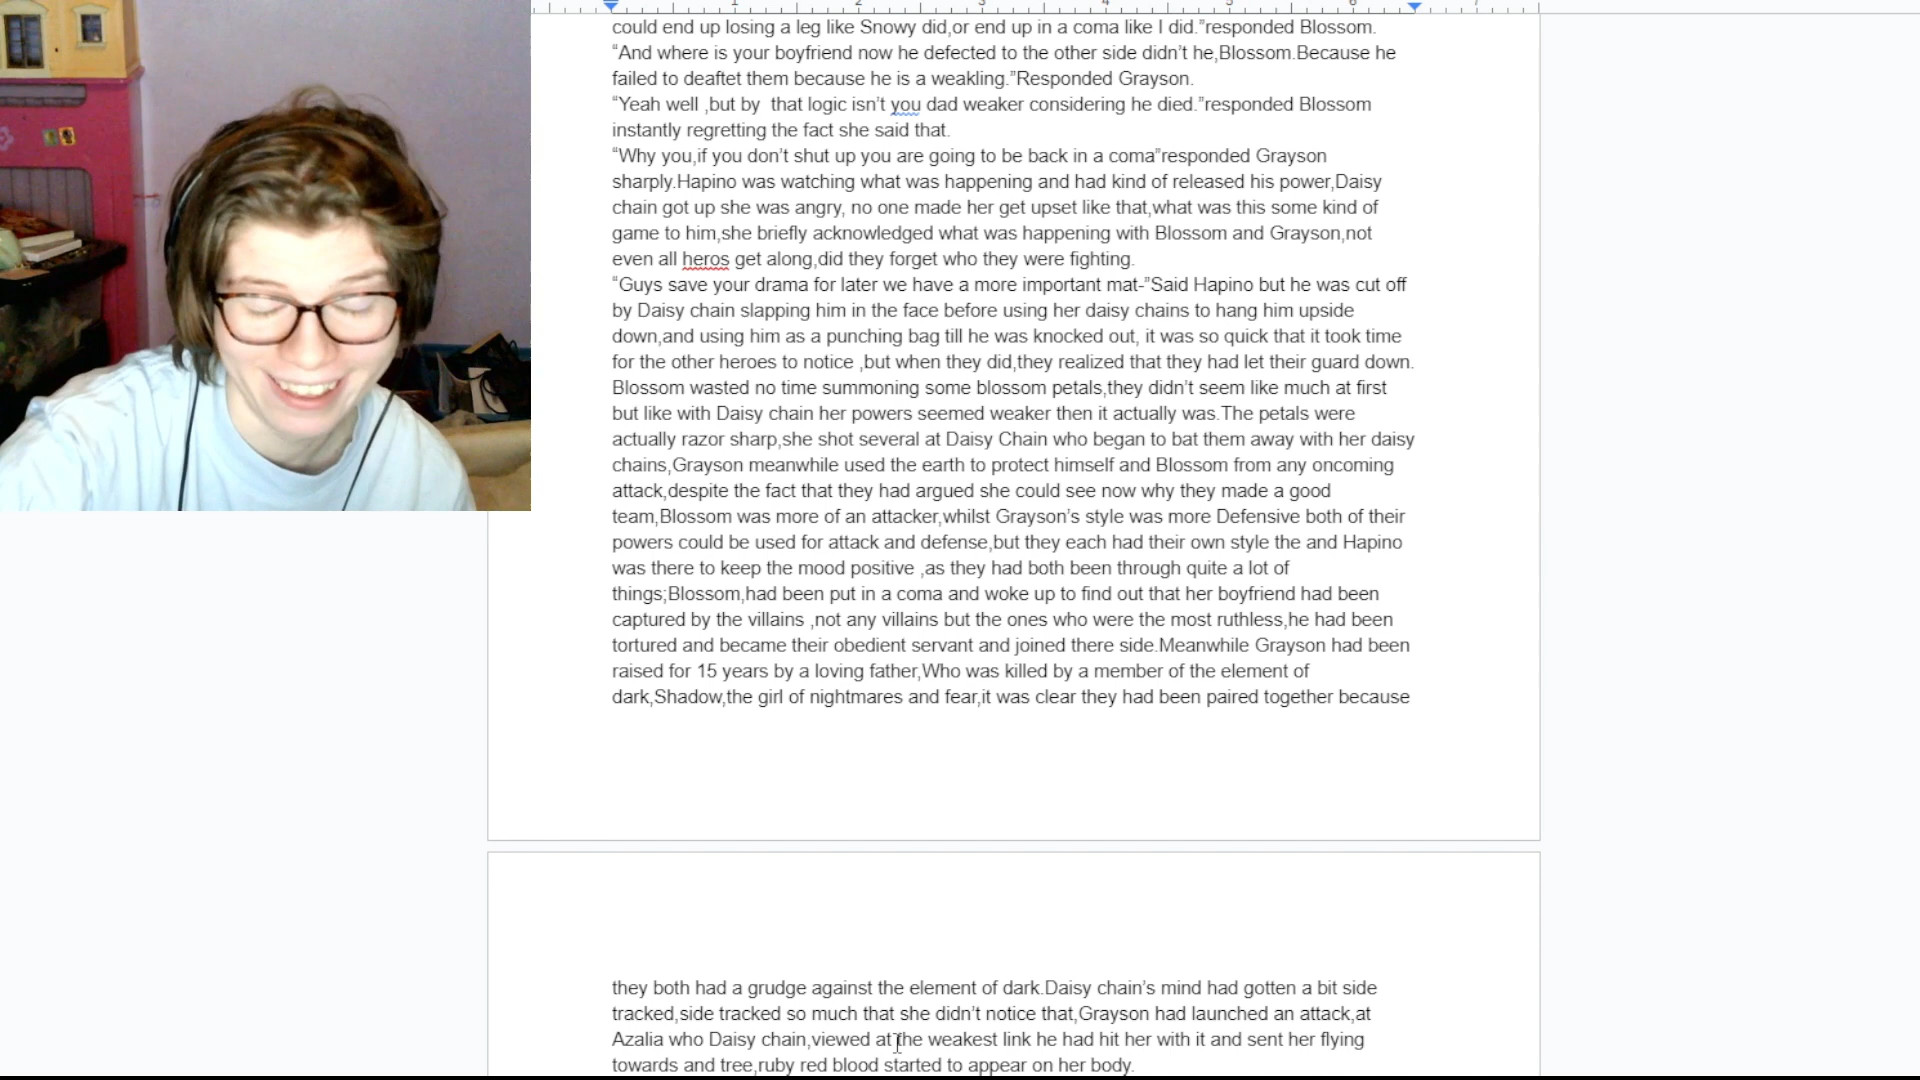 could end up losing a leg like Snowy did,or end up in a coma like I did.”responded Blossom.
“And where is your boyfriend now he defected to the other side didn’t he,Blossom.Because he
failed to deaftet them because he is a weakling.”Responded Grayson.
“Yeah well ,but by  that logic isn’t you dad weaker considering he died.”responded Blossom
instantly regretting the fact she said that.
“Why you,if you don’t shut up you are going to be back in a coma”responded Grayson
sharply.Hapino was watching what was happening and had kind of released his power,Daisy
chain got up she was angry, no one made her get upset like that,what was this some kind of
game to him,she briefly acknowledged what was happening with Blossom and Grayson,not
even all heros get along,did they forget who they were fighting.
“Guys save your drama for later we have a more important mat-”Said Hapino but he was cut off
by Daisy chain slapping him in the face before using her daisy chains to hang him upside
down,and using him as a punching bag till he was knocked out, it was so quick that it took time
for the other heroes to notice ,but when they did,they realized that they had let their guard down.
Blossom wasted no time summoning some blossom petals,they didn’t seem like much at first
but like with Daisy chain her powers seemed weaker then it actually was.The petals were
actually razor sharp,she shot several at Daisy Chain who began to bat them away with her daisy
chains,Grayson meanwhile used the earth to protect himself and Blossom from any oncoming
attack,despite the fact that they had argued she could see now why they made a good
team,Blossom was more of an attacker,whilst Grayson’s style was more Defensive both of their
powers could be used for attack and defense,but they each had their own style the and Hapino
was there to keep the mood positive ,as they had both been through quite a lot of
things;Blossom,had been put in a coma and woke up to find out that her boyfriend had been
captured by the villains ,not any villains but the ones who were the most ruthless,he had been
tortured and became their obedient servant and joined there side.Meanwhile Grayson had been
raised for 15 years by a loving father,Who was killed by a member of the element of
dark,Shadow,the girl of nightmares and fear,it was clear they had been paired together because
they both had a grudge against the element of dark.Daisy chain’s mind had gotten a bit side
tracked,side tracked so much that she didn’t notice that,Grayson had launched an attack,at
Azalia who Daisy chain,viewed at the weakest link he had hit her with it and sent her flying
towards and tree,ruby red blood started to appear on her body.